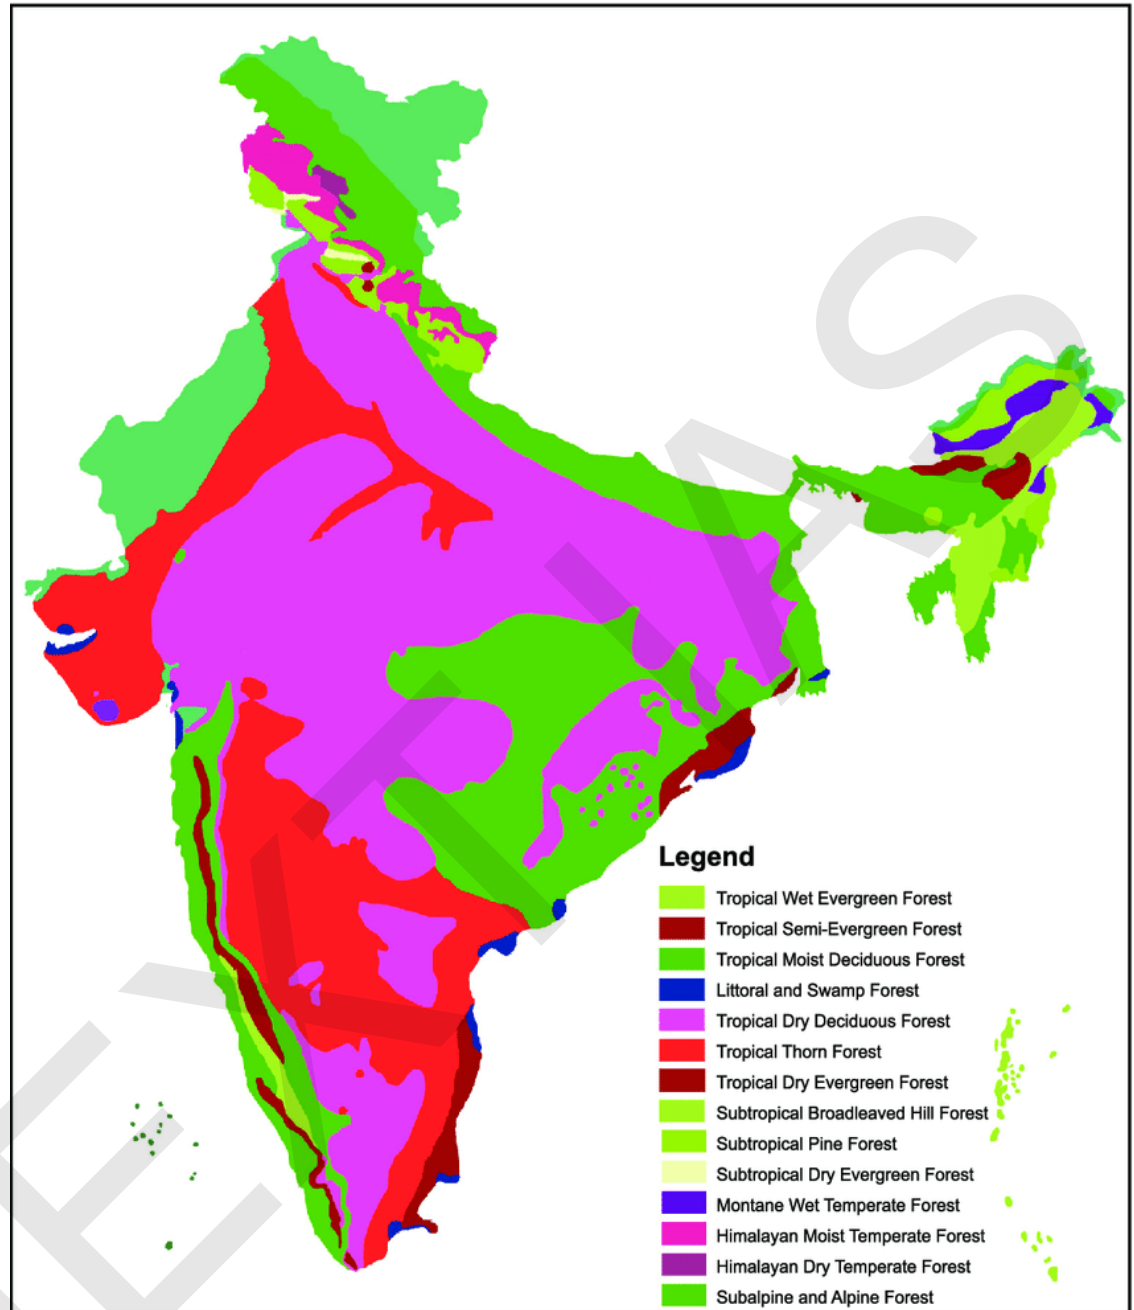 Legend
Tropical Wet Evergreen Forest
Tropical Semi-Evergreen Forest
Tropical Moist Deciduous Forest
Littoral and Swamp Forest
Tropical Dry Deciduous Forest
Tropical Thorn Forest
Tropical Dry Evergreen Forest
Subtropical Broadleaved Hill Forest
Subtropical Pine Forest
Subtropical Dry Evergreen Forest
Montane Wet Temperate Forest
Himalayan Moist Temperate Forest
Himalayan Dry Temperate Forest
Subalpine and Alpine Forest